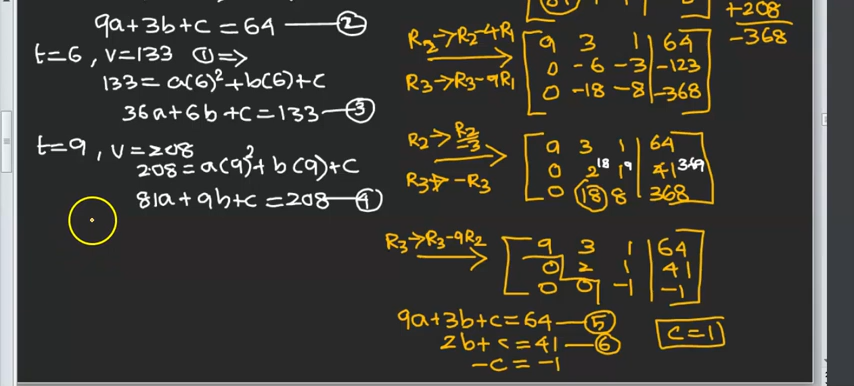 9a+3b+c=64 —②
t=6, v=133 ①=>
133=a(6)²+b(6)+c
36a+6b+c=133—③
t=9, v=208
208=a(9)²+b(9)+c
81a+9b+c=208—④
+208
-368
R₂→R₂-4R₁
R₃→R₃-9R₁
9 3 1 | 64
0 -6 -3 | -123
0 -18 -8 | -368
R₂→R₂/-3
R₃→-R₃
9 3 1 | 64
0 2 18 1 9 | 41 369
0 18 8 | 368
R₃→R₃-9R₂
9 3 1 | 64
0 2 1 | 41
0 0 -1 | -1
9a+3b+c=64—⑤
2b+c=41—⑥
-c=-1
c=1